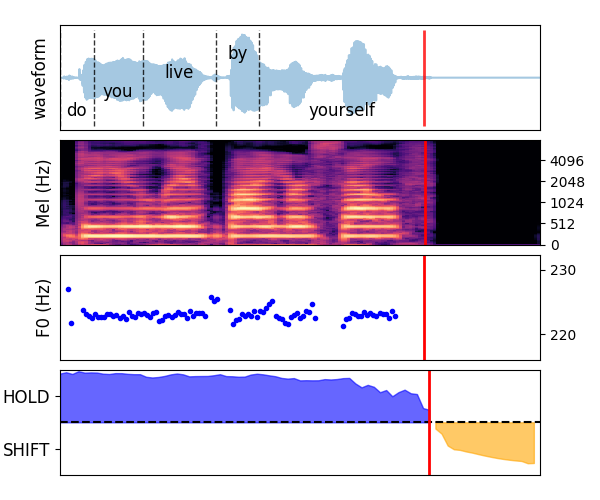 waveform
do
you
live
by
yourself
Mel (Hz)
4096
2048
1024
512
0
F0 (Hz)
230
220
HOLD
SHIFT